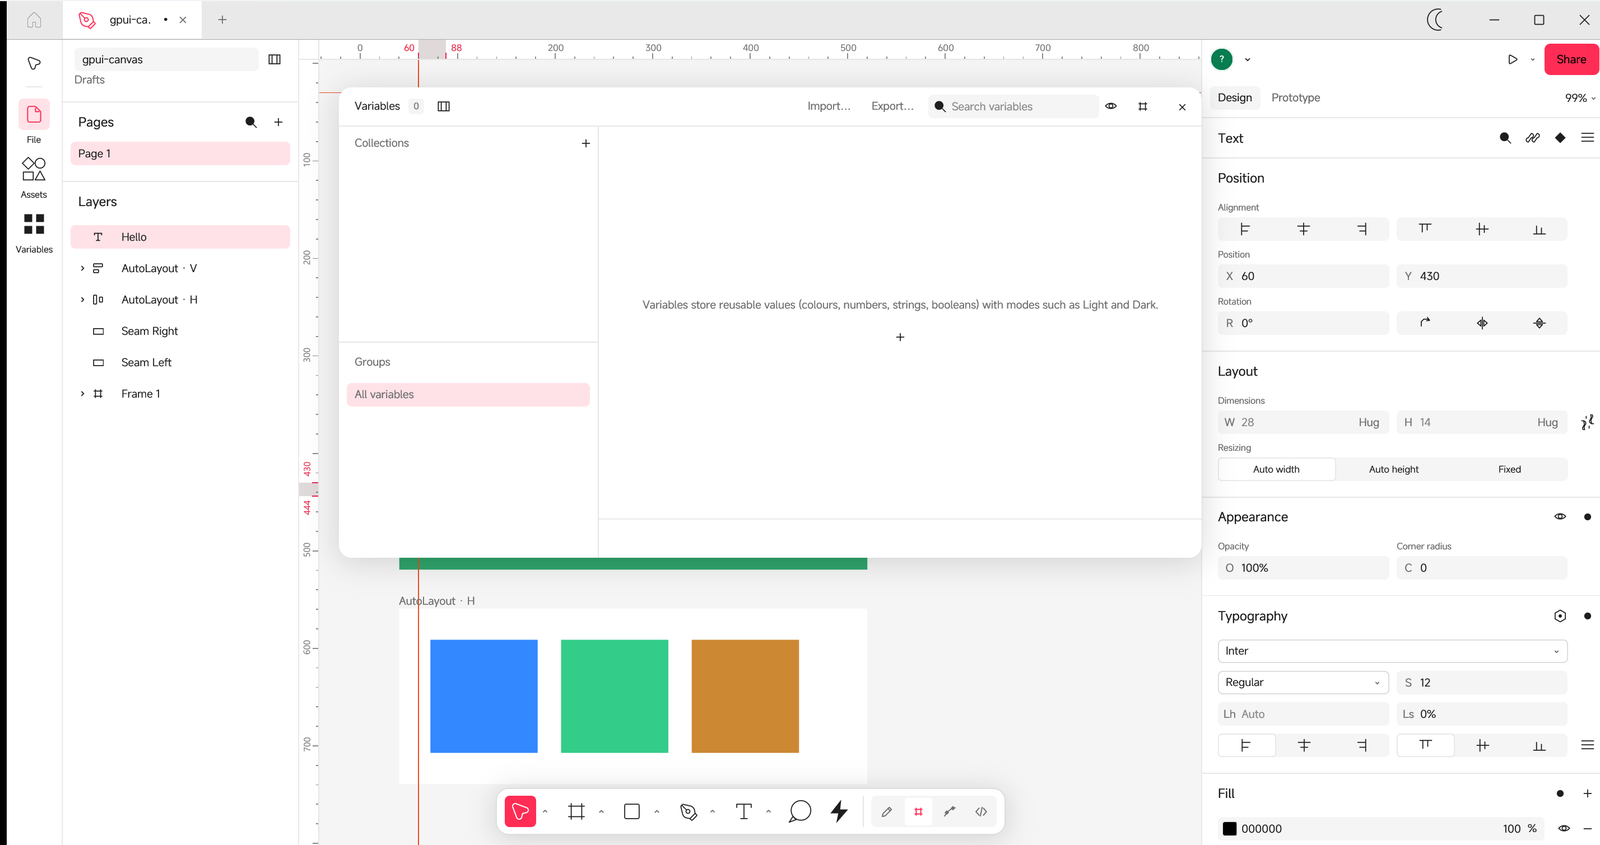 gpui-ca.
gpui-canvas
Drafts
File
Assets
Variables
Pages
Page 1
Layers
Hello
AutoLayout · V
AutoLayout · H
Seam Right
Seam Left
Frame 1
0
60
88
200
300
400
500
600
700
800
100
200
300
430
444
500
600
700
Variables 0
Import...
Export...
Search variables
Collections
Groups
All variables
Variables store reusable values (colours, numbers, strings, booleans) with modes such as Light and Dark.
AutoLayout · H
?
Share
Design Prototype 99%
Text
Position
Alignment
Position
X 60 Y 430
Rotation
R 0°
Layout
Dimensions
W 28 Hug H 14 Hug
Resizing
Auto width Auto height Fixed
Appearance
Opacity Corner radius
O 100% C 0
Typography
Inter
Regular S 12
Lh Auto Ls 0%
Fill
000000 100 %